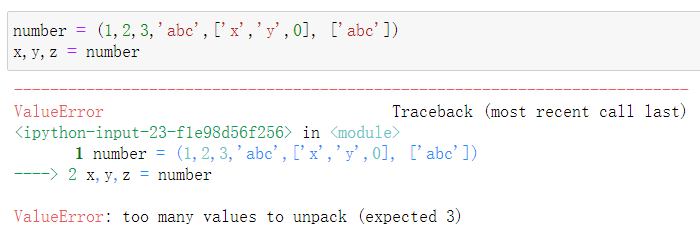 number = (1,2,3,'abc',['x','y',0], ['abc'])
x,y,z = number
---------------------------------------------------------------------------
ValueError                                Traceback (most recent call last)
<ipython-input-23-f1e98d56f256> in <module>
      1 number = (1,2,3,'abc',['x','y',0], ['abc'])
----> 2 x,y,z = number
ValueError: too many values to unpack (expected 3)